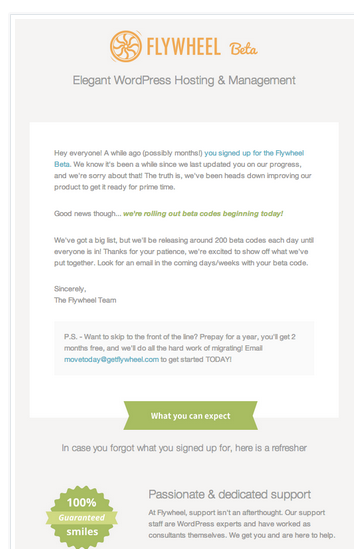 FLYWHEEL Beta
Elegant WordPress Hosting & Management
Hey everyone! A while ago (possibly months!) you signed up for the Flywheel
Beta. We know it's been a while since we last updated you on our progress,
and we're sorry about that! The truth is, we've been heads down improving our
product to get it ready for prime time.
Good news though... we're rolling out beta codes beginning today!
We've got a big list, but we'll be releasing around 200 beta codes each day until
everyone is in! Thanks for your patience, we're excited to show off what we've
put together. Look for an email in the coming days/weeks with your beta code.
Sincerely,
The Flywheel Team
P.S. - Want to skip to the front of the line? Prepay for a year, you'll get 2
months free, and we'll do all the hard work of migrating! Email
movetoday@getflywheel.com to get started TODAY!
What you can expect
In case you forgot what you signed up for, here is a refresher
100%
Guaranteed
smiles
Passionate & dedicated support
At Flywheel, support isn't an afterthought. Our support
staff are WordPress experts and have worked as
consultants themselves. We get you and are here to help.